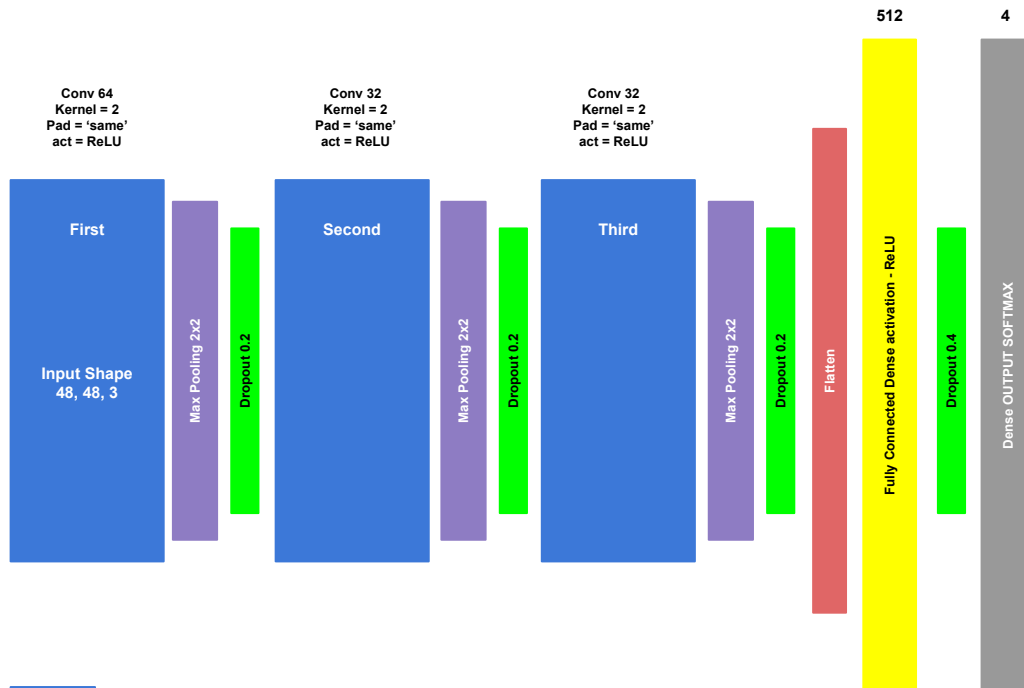 512
4
Conv 64
Kernel = 2
Pad = ‘same’
act = ReLU
Conv 32
Kernel = 2
Pad = ‘same’
act = ReLU
Conv 32
Kernel = 2
Pad = ‘same’
act = ReLU
First
Input Shape
48, 48, 3
Max Pooling 2x2
Dropout 0.2
Second
Max Pooling 2x2
Dropout 0.2
Third
Max Pooling 2x2
Dropout 0.2
Flatten
Fully Connected Dense activation - ReLU
Dropout 0.4
Dense OUTPUT SOFTMAX